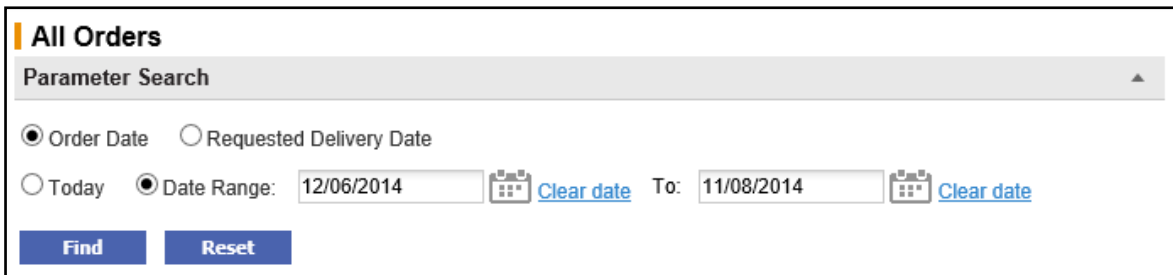 All Orders
Parameter Search
Order Date Requested Delivery Date
Today Date Range: 12/06/2014 Clear date To: 11/08/2014 Clear date
Find Reset